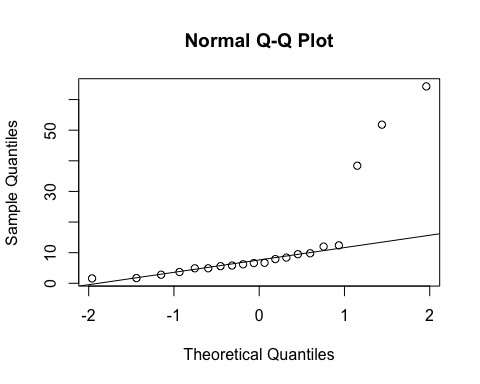 Normal Q-Q Plot
Sample Quantiles
0 10 30 50
-2 -1 0 1 2
Theoretical Quantiles